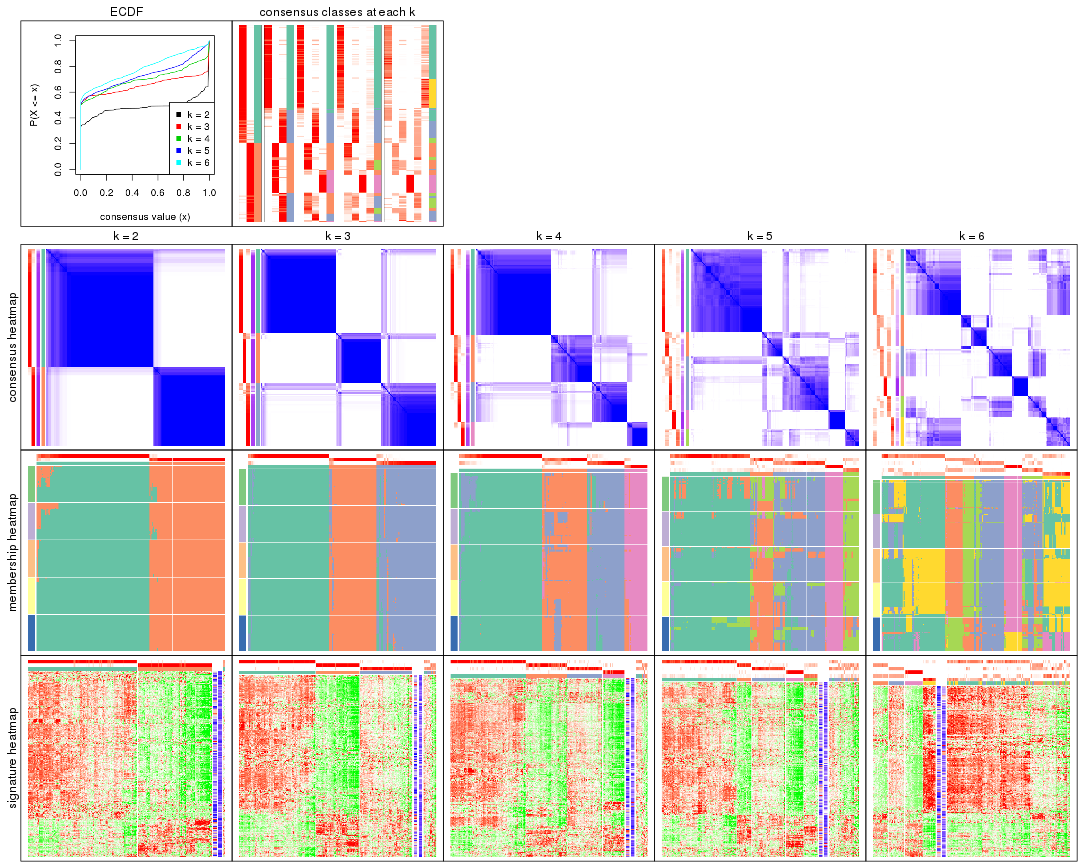 ECDF
consensus classes at each k
P(X <= x)
0.0
0.2
0.4
0.6
0.8
1.0
k = 2
k = 3
k = 4
k = 5
k = 6
0.0 0.2 0.4 0.6 0.8 1.0
consensus value (x)
k = 2
k = 3
k = 4
k = 5
k = 6
consensus heatmap
membership heatmap
signature heatmap